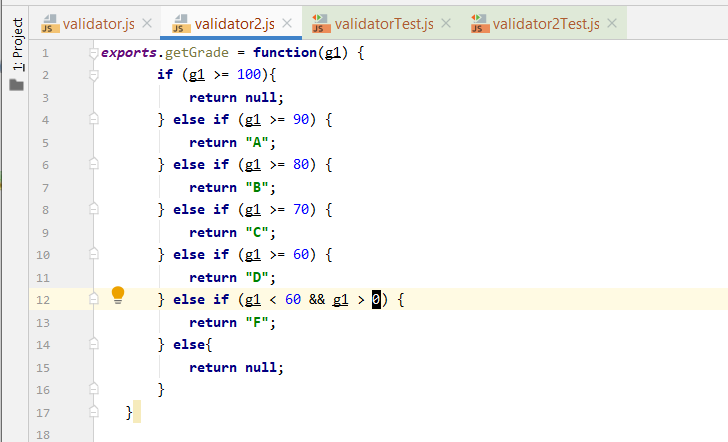 validator.js validator2.js validatorTest.js validator2Test.js
1: Project
1 exports.getGrade = function(g1) {
2 if (g1 >= 100){
3 return null;
4 } else if (g1 >= 90) {
5 return "A";
6 } else if (g1 >= 80) {
7 return "B";
8 } else if (g1 >= 70) {
9 return "C";
10 } else if (g1 >= 60) {
11 return "D";
12 } else if (g1 < 60 && g1 > 0) {
13 return "F";
14 } else{
15 return null;
16 }
17 }
18